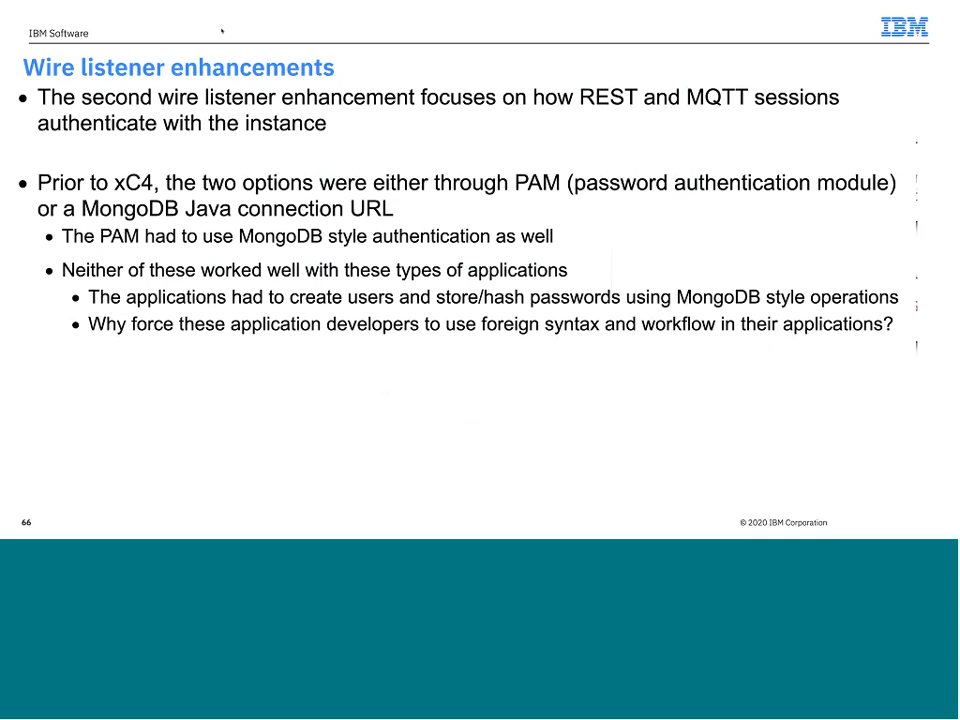 IBM Software
IBM
Wire listener enhancements
• The second wire listener enhancement focuses on how REST and MQTT sessions
authenticate with the instance
• Prior to xC4, the two options were either through PAM (password authentication module)
or a MongoDB Java connection URL
• The PAM had to use MongoDB style authentication as well
• Neither of these worked well with these types of applications
• The applications had to create users and store/hash passwords using MongoDB style operations
• Why force these application developers to use foreign syntax and workflow in their applications?
66
© 2020 IBM Corporation